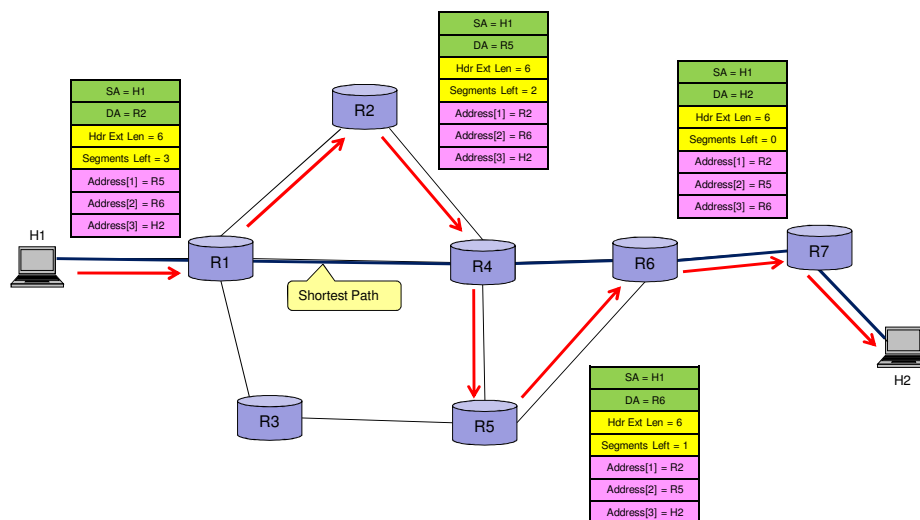 SA = H1
DA = R5
Hdr Ext Len = 6
Segments Left = 2
Address[1] = R2
Address[2] = R6
Address[3] = H2
SA = H1
DA = R2
Hdr Ext Len = 6
Segments Left = 3
Address[1] = R5
Address[2] = R6
Address[3] = H2
SA = H1
DA = H2
Hdr Ext Len = 6
Segments Left = 0
Address[1] = R2
Address[2] = R5
Address[3] = R6
R2
H1
R1
R4
R6
R7
Shortest Path
H2
R3
R5
SA = H1
DA = R6
Hdr Ext Len = 6
Segments Left = 1
Address[1] = R2
Address[2] = R5
Address[3] = H2